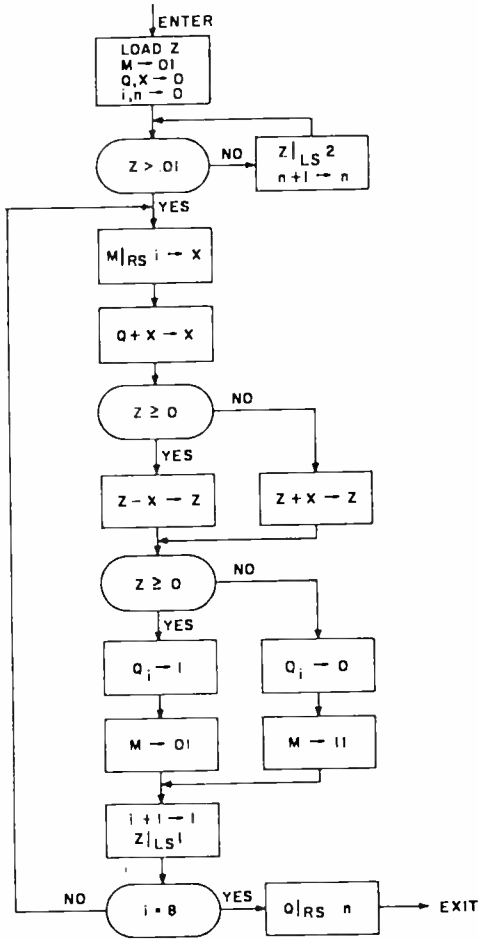 ENTER
LOAD Z
M → 01
Q,X → 0
i,n → 0
Z > .01
NO
Z|LS 2
n+1 → n
YES
M|RS i → X
Q + X → X
Z ≥ 0
NO
YES
Z − X → Z
Z + X → Z
Z ≥ 0
NO
YES
Qi → 1
Qi → 0
M → 01
M → 11
i + 1 → 1
Z|LS 1
NO
i = 8
YES
Q|RS n
EXIT